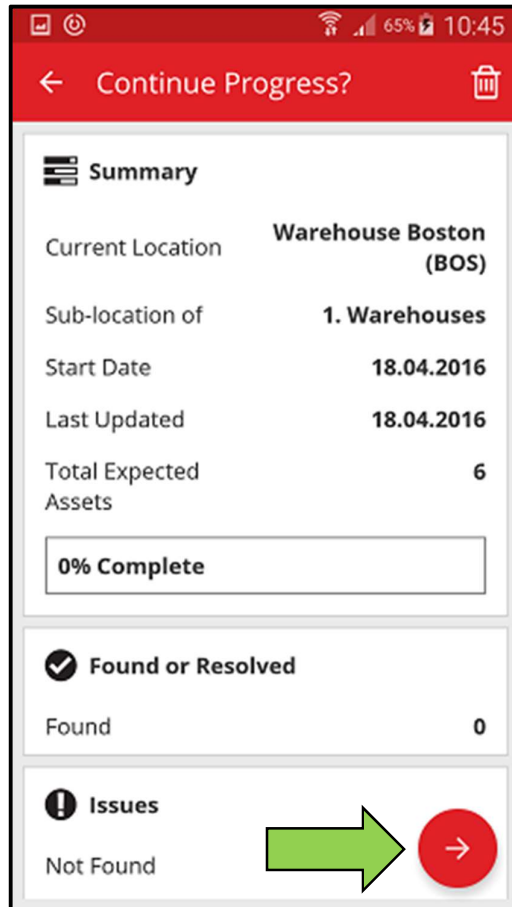 65% 10:45
Continue Progress?
Summary
Current Location Warehouse Boston
(BOS)
Sub-location of 1. Warehouses
Start Date 18.04.2016
Last Updated 18.04.2016
Total Expected 6
Assets
0% Complete
Found or Resolved
Found 0
Issues
Not Found